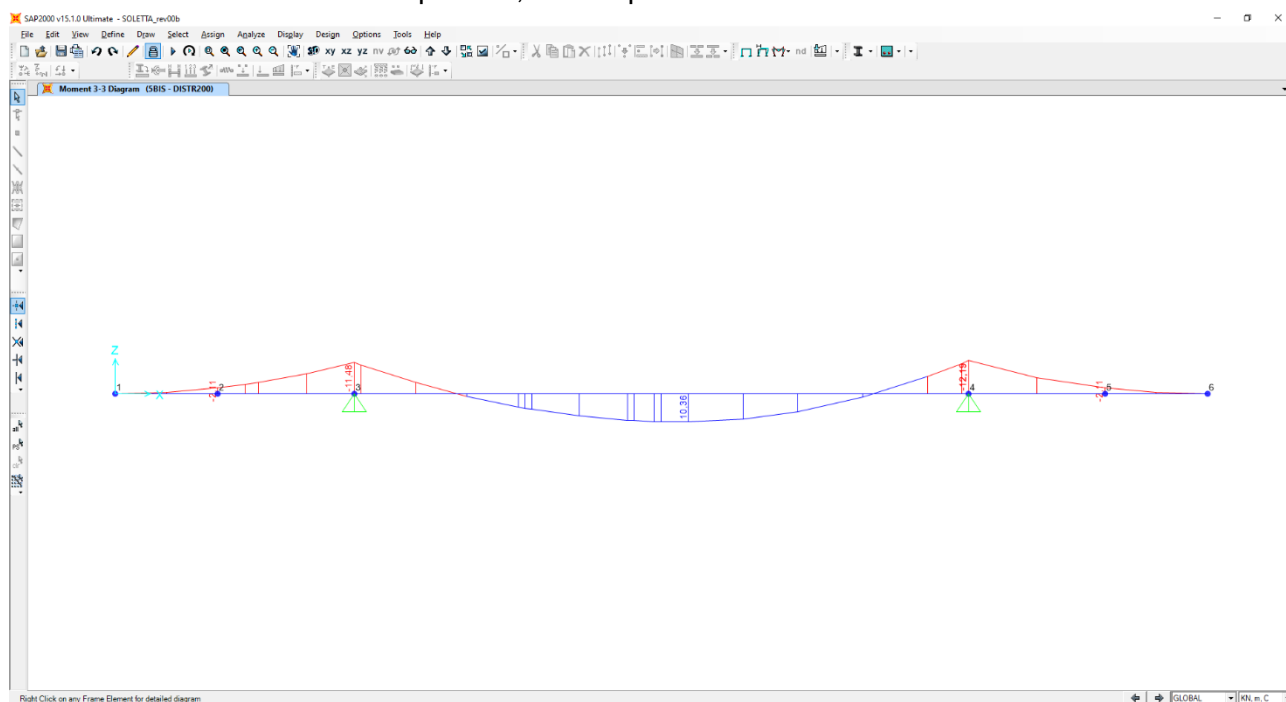 SAP2000 v15.1.0 Ultimate - SOLETTA_rev00b
File Edit View Define Draw Select Assign Analyze Display Design Options Tools Help
xy xz yz nv nd
Moment 3-3 Diagram (5BIS - DISTR200)
Z
X
1 2 3 4 5 6
-11,48
10,36
-12,19
Right Click on any Frame Element for detailed diagram
GLOBAL KN, m, C